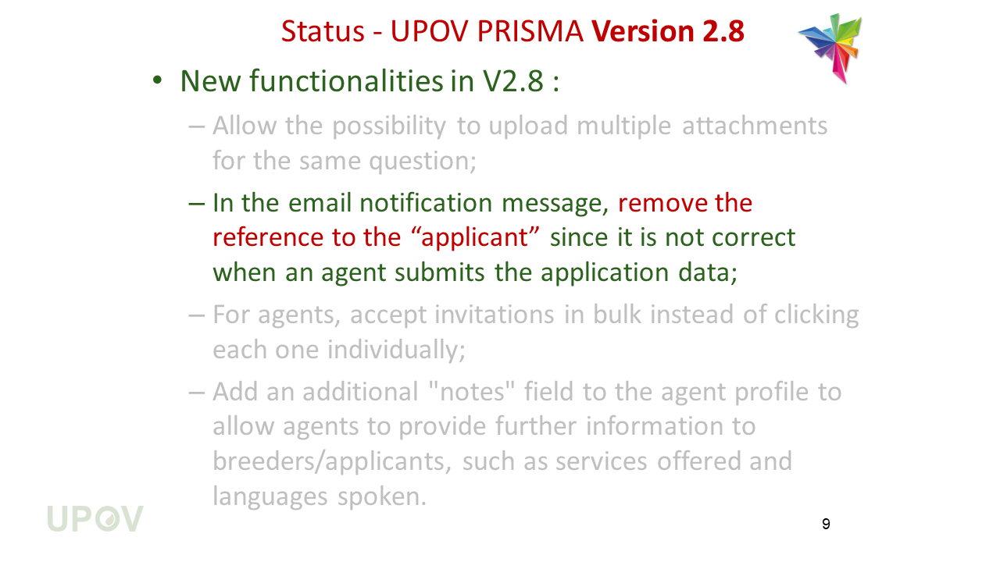 Status - UPOV PRISMA Version 2.8
• New functionalities in V2.8 :
– Allow the possibility to upload multiple attachments
for the same question;
– In the email notification message, remove the
reference to the “applicant” since it is not correct
when an agent submits the application data;
– For agents, accept invitations in bulk instead of clicking
each one individually;
– Add an additional "notes" field to the agent profile to
allow agents to provide further information to
breeders/applicants, such as services offered and
languages spoken.
UPOV
9